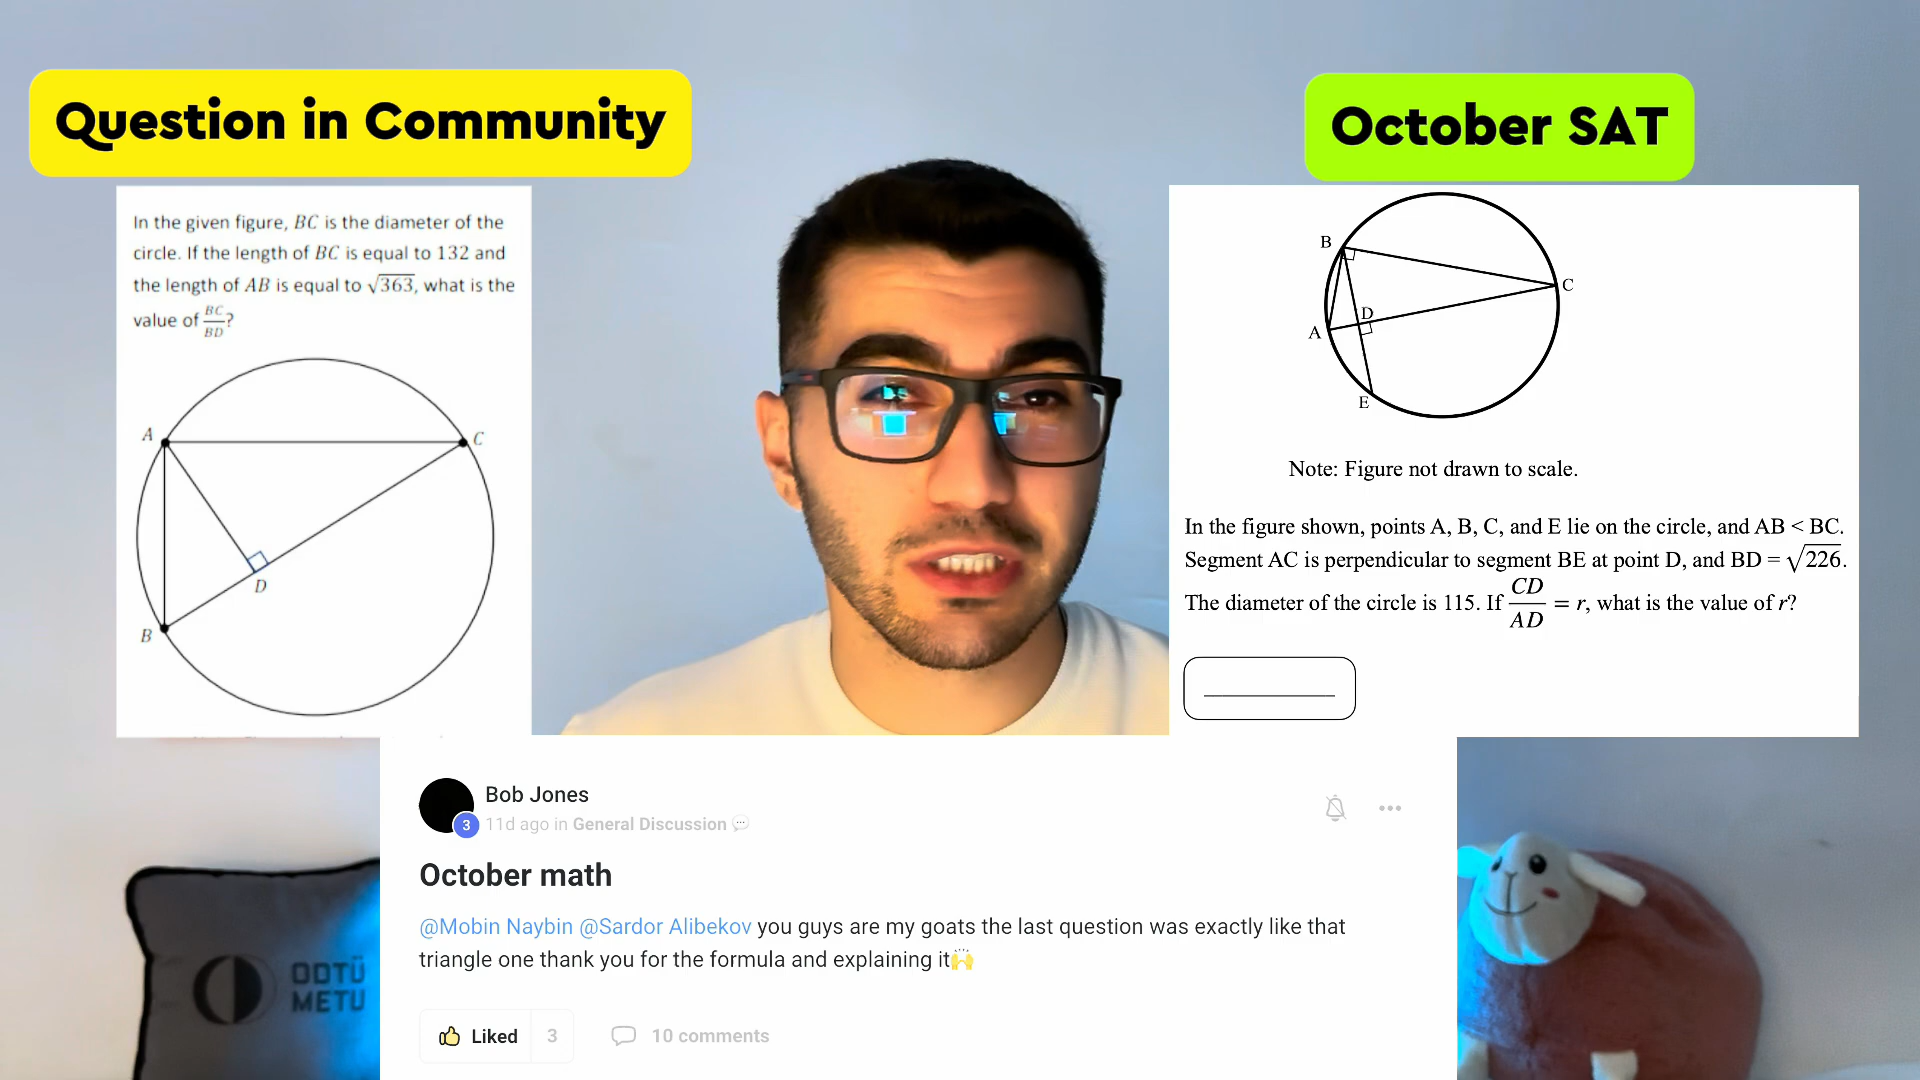 Question in Community
October SAT
In the given figure, BC is the diameter of the
circle. If the length of BC is equal to 132 and
the length of AB is equal to √363, what is the
value of BC/BD?
A
C
D
B
B
C
D
A
E
Note: Figure not drawn to scale.
In the figure shown, points A, B, C, and E lie on the circle, and AB < BC.
Segment AC is perpendicular to segment BE at point D, and BD = √226.
The diameter of the circle is 115. If CD/AD = r, what is the value of r?
Bob Jones
3
11d ago in General Discussion 💬
October math
@Mobin Naybin @Sardor Alibekov you guys are my goats the last question was exactly like that
triangle one thank you for the formula and explaining it🙌
Liked 3
10 comments
ODTÜ
METU